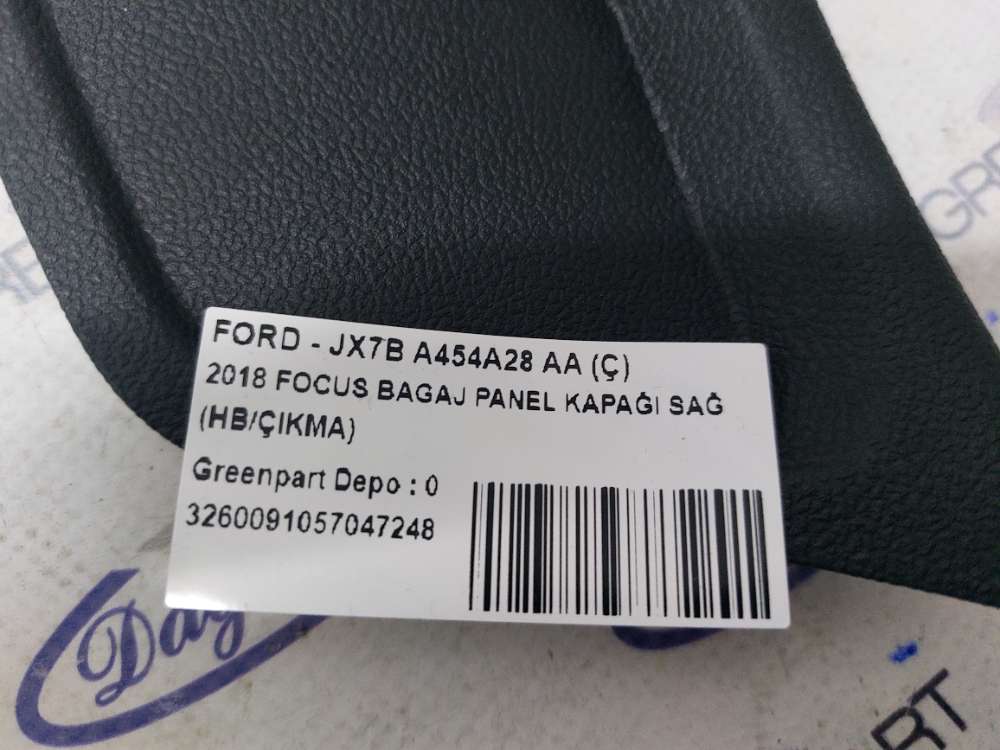 FORD - JX7B A454A28 AA (Ç)
2018 FOCUS BAGAJ PANEL KAPAĞI SAĞ
(HB/ÇIKMA)
Greenpart Depo : 0
3260091057047248